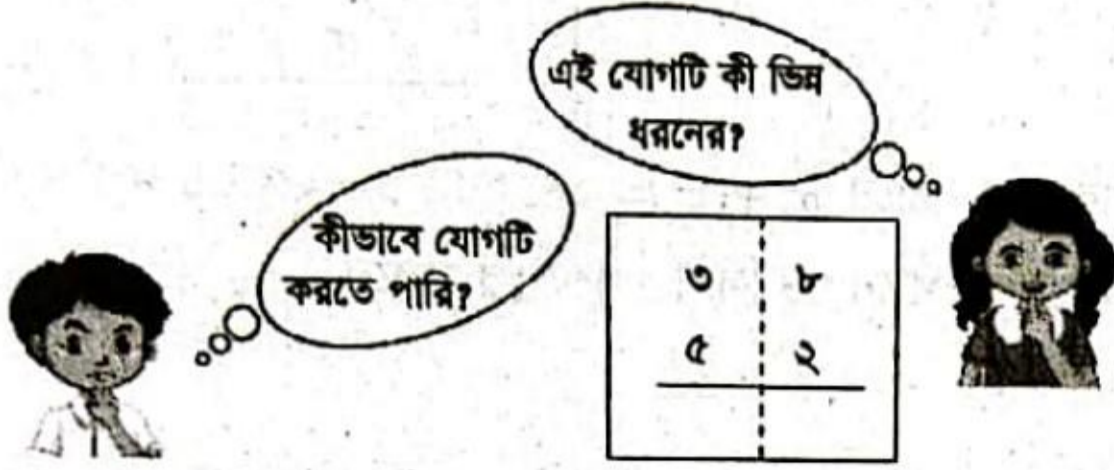 এই যোগটি কী ভিন্ন
ধরনের?
কীভাবে যোগটি
করতে পারি?
৩ ৮
৫ ২